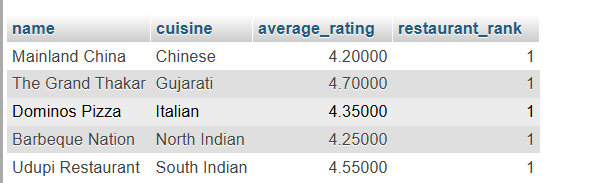 name cuisine average_rating restaurant_rank
Mainland China Chinese 4.20000 1
The Grand Thakar Gujarati 4.70000 1
Dominos Pizza Italian 4.35000 1
Barbeque Nation North Indian 4.25000 1
Udupi Restaurant South Indian 4.55000 1